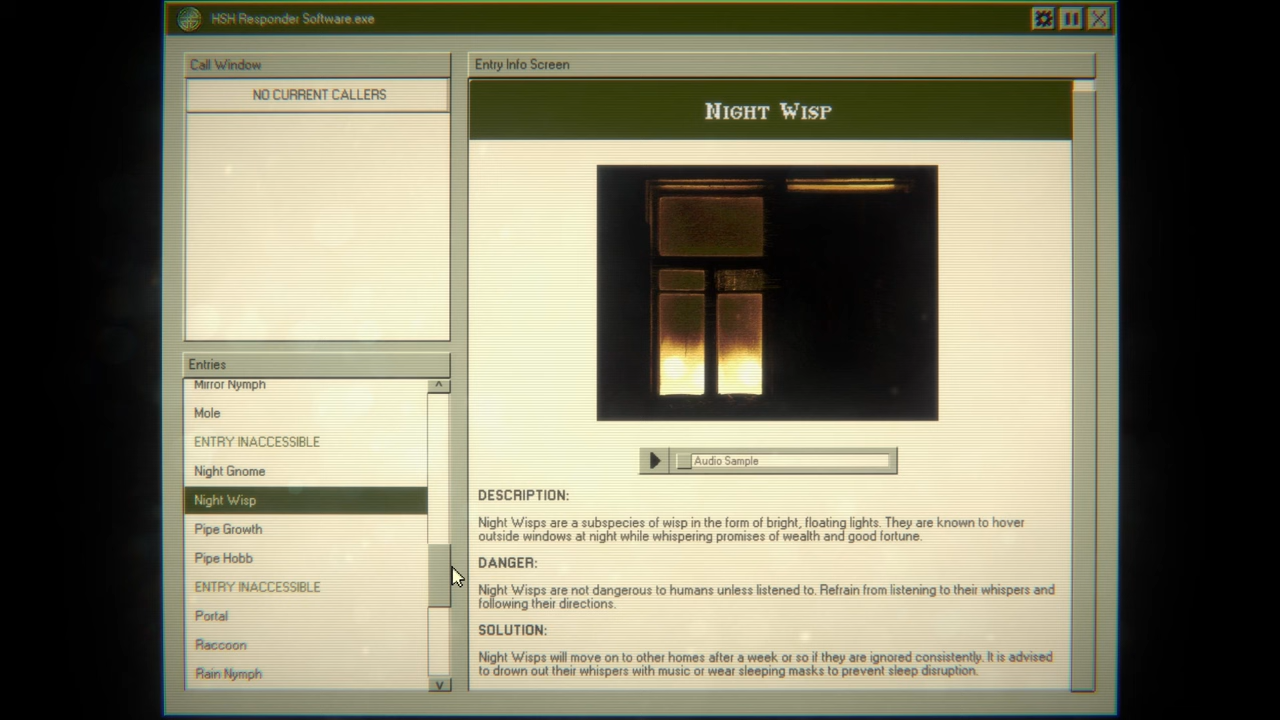 HSH Responder Software.exe
Call Window
NO CURRENT CALLERS
Entries
Mirror Nymph
Mole
ENTRY INACCESSIBLE
Night Gnome
Night Wisp
Pipe Growth
Pipe Hobb
ENTRY INACCESSIBLE
Portal
Raccoon
Rain Nymph
Entry Info Screen
Night Wisp
Audio Sample
DESCRIPTION:
Night Wisps are a subspecies of wisp in the form of bright, floating lights. They are known to hover
outside windows at night while whispering promises of wealth and good fortune.
DANGER:
Night Wisps are not dangerous to humans unless listened to. Refrain from listening to their whispers and
following their directions.
SOLUTION:
Night Wisps will move on to other homes after a week or so if they are ignored consistently. It is advised
to drown out their whispers with music or wear sleeping masks to prevent sleep disruption.